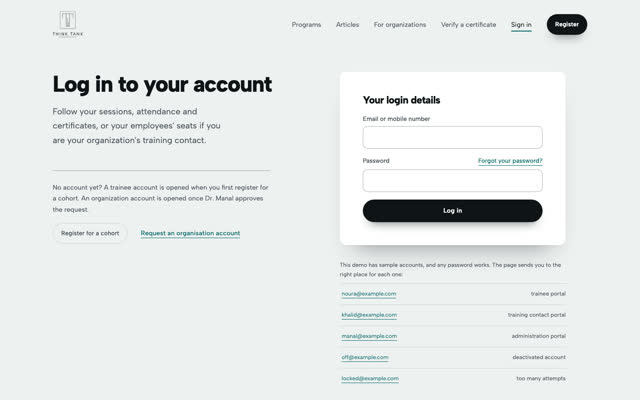 THINK TANK
Programs
Articles
For organizations
Verify a certificate
Sign in
Register
Log in to your account
Follow your sessions, attendance and
certificates, or your employees' seats if you
are your organization's training contact.
No account yet? A trainee account is opened when you first register for
a cohort. An organization account is opened once Dr. Manal approves
the request.
Register for a cohort
Request an organisation account
Your login details
Email or mobile number
Password
Forgot your password?
Log in
This demo has sample accounts, and any password works. The page sends you to the
right place for each one:
noura@example.com
trainee portal
khalid@example.com
training contact portal
manal@example.com
administration portal
off@example.com
deactivated account
locked@example.com
too many attempts